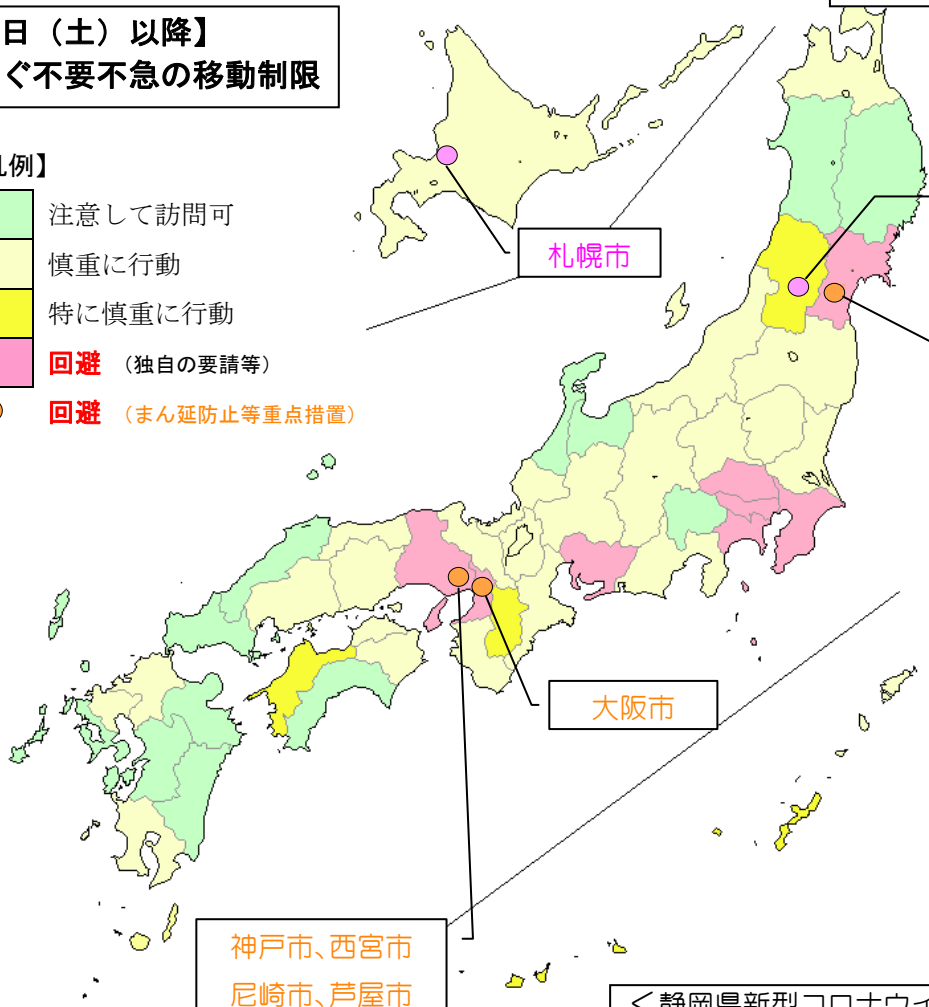 日（土）以降】
ぐ不要不急の移動制限
例】
注意して訪問可
慎重に行動
特に慎重に行動
回避（独自の要請等）
回避（まん延防止等重点措置）
札幌市
大阪市
神戸市、西宮市
尼崎市、芦屋市
＜静岡県新型コロナウイ